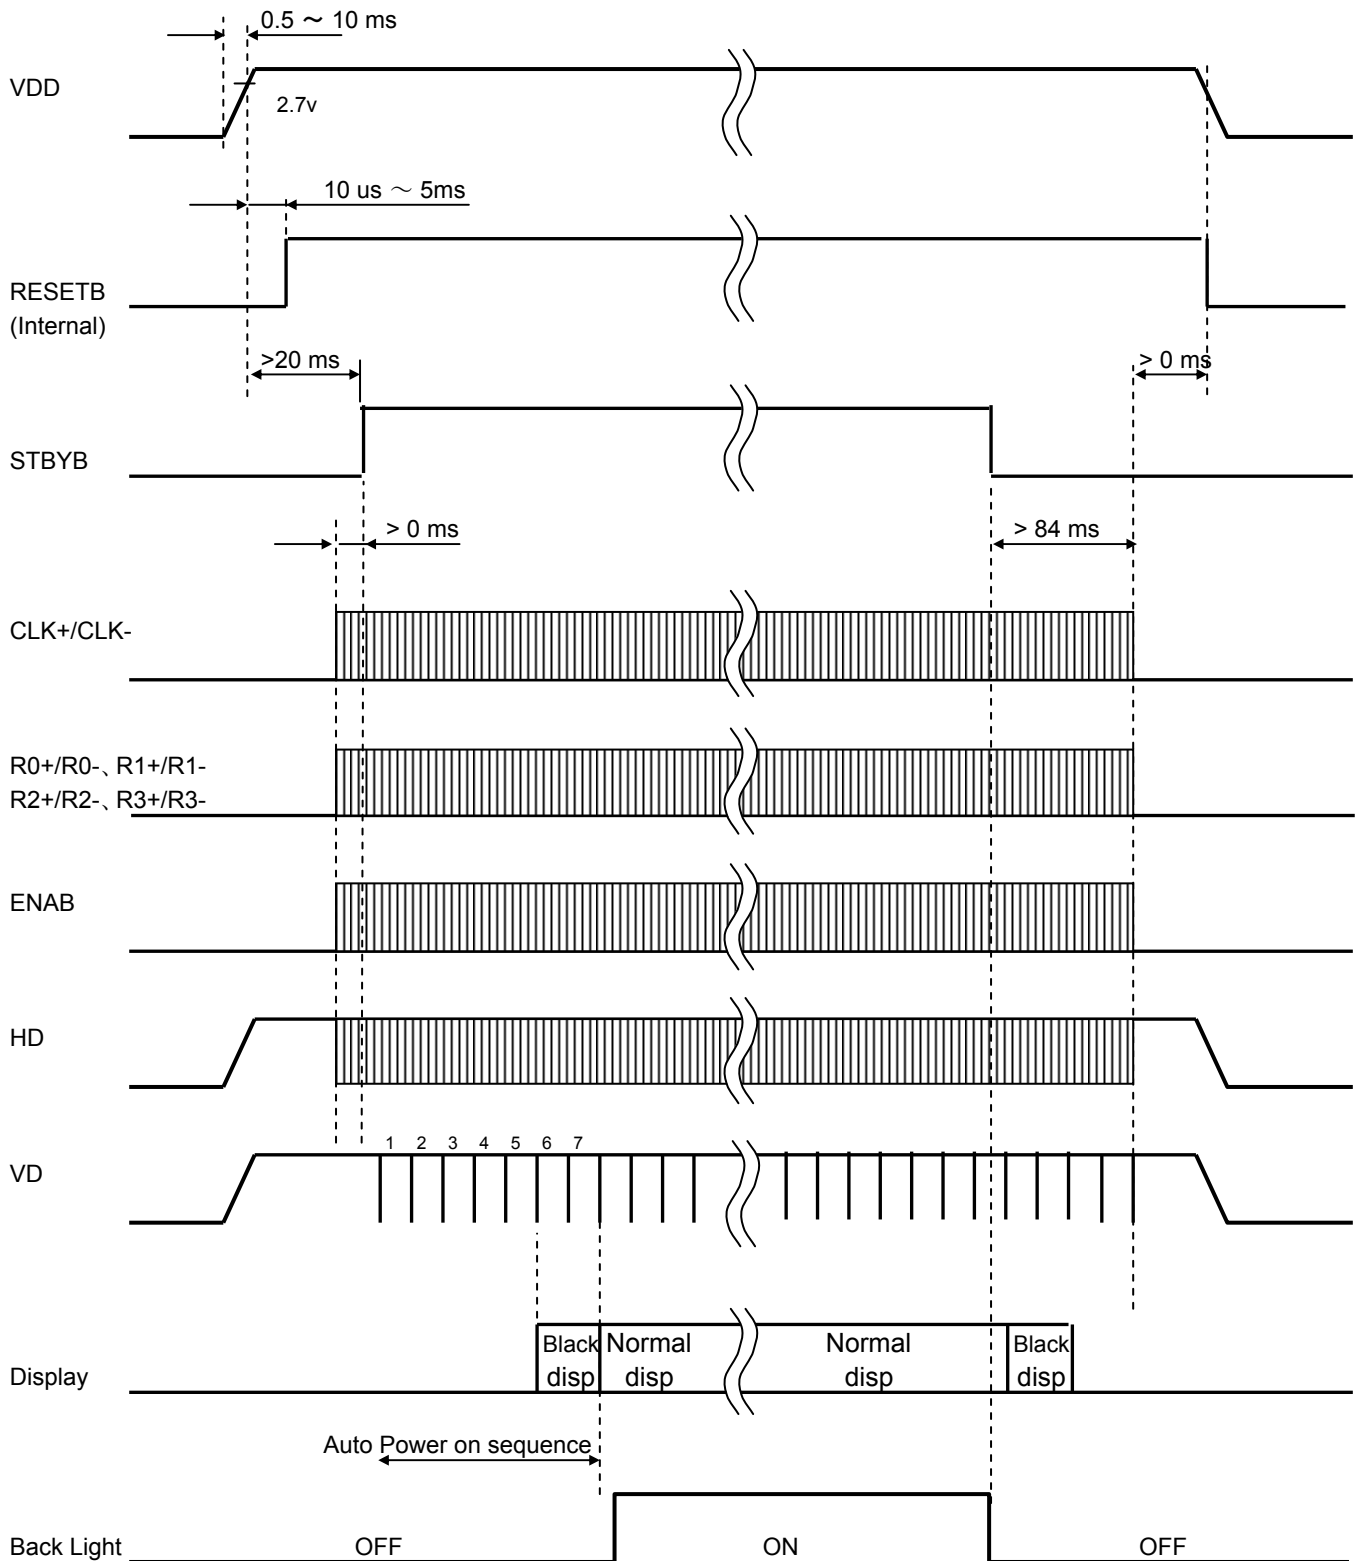 0.5 ～ 10 ms
VDD
2.7v
10 us ～ 5ms
RESETB
(Internal)
>20 ms
> 0 ms
STBYB
> 0 ms
> 84 ms
CLK+/CLK-
R0+/R0-、R1+/R1-
R2+/R2-、R3+/R3-
ENAB
HD
1 2 3 4 5 6 7
VD
Black disp
Normal disp
Normal disp
Black disp
Display
Auto Power on sequence
Back Light
OFF
ON
OFF